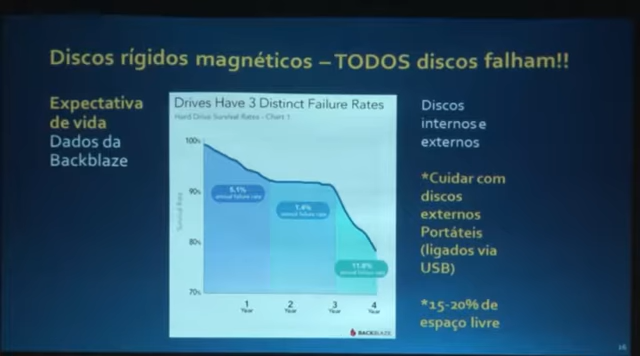 Discos rígidos magnéticos – TODOS discos falham!!
Expectativa
de vida
Dados da
Backblaze
Drives Have 3 Distinct Failure Rates
Hard Drive Survival Rates - Chart 1
100%
90%
80%
70%
Survival Rate
5.1%
annual failure rate
1.4%
annual failure rate
11.8%
annual failure rate
1
Year
2
Year
3
Year
4
Year
BACKBLAZE
Discos
internos e
externos
*Cuidar com
discos
externos
Portáteis
(ligados via
USB)
*15-20% de
espaço livre